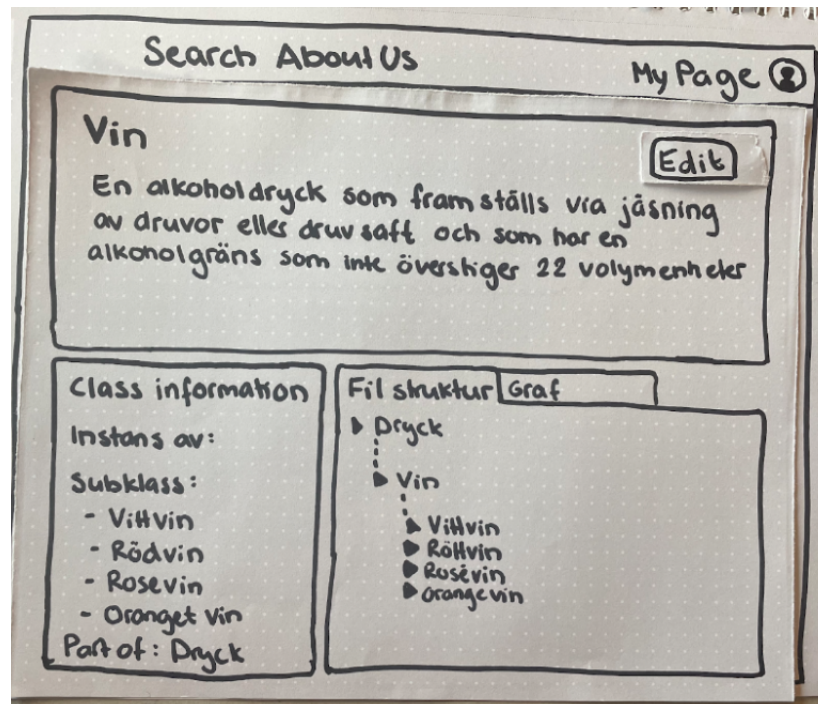 Search About Us
My Page
Vin
Edit
En alkoholdryck som framställs via jäsning
av druvor eller druvsaft och som har en
alkoholgräns som inte överstiger 22 volymenheter
Class information
Instans av:
Subklass:
- Vittvin
- Rödvin
- Rosevin
- Oranget vin
Part of: Dryck
Fil struktur Graf
Dryck
Vin
Vittvin
Röttvin
Rosévin
Orangevin